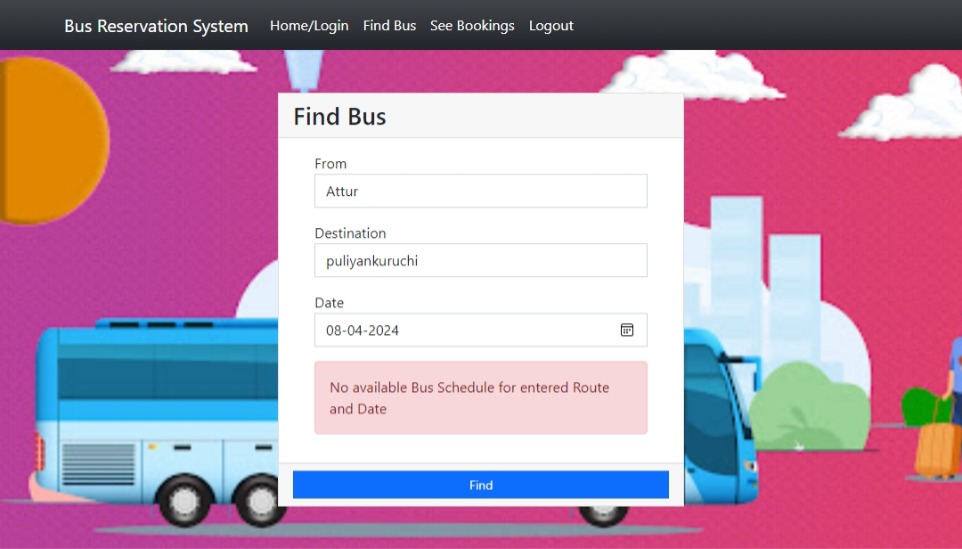 Bus Reservation System Home/Login Find Bus See Bookings Logout
Find Bus
From
Attur
Destination
puliyankuruchi
Date
08-04-2024
No available Bus Schedule for entered Route
and Date
Find